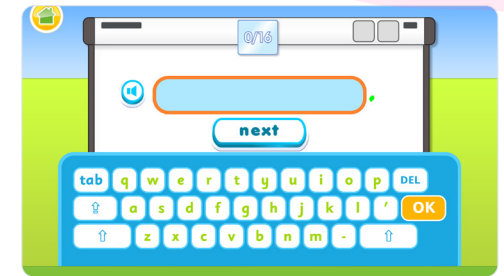 0/16
.
next
tab q w e r t y u i o p DEL
a s d f g h j k l ' OK
z x c v b n m -